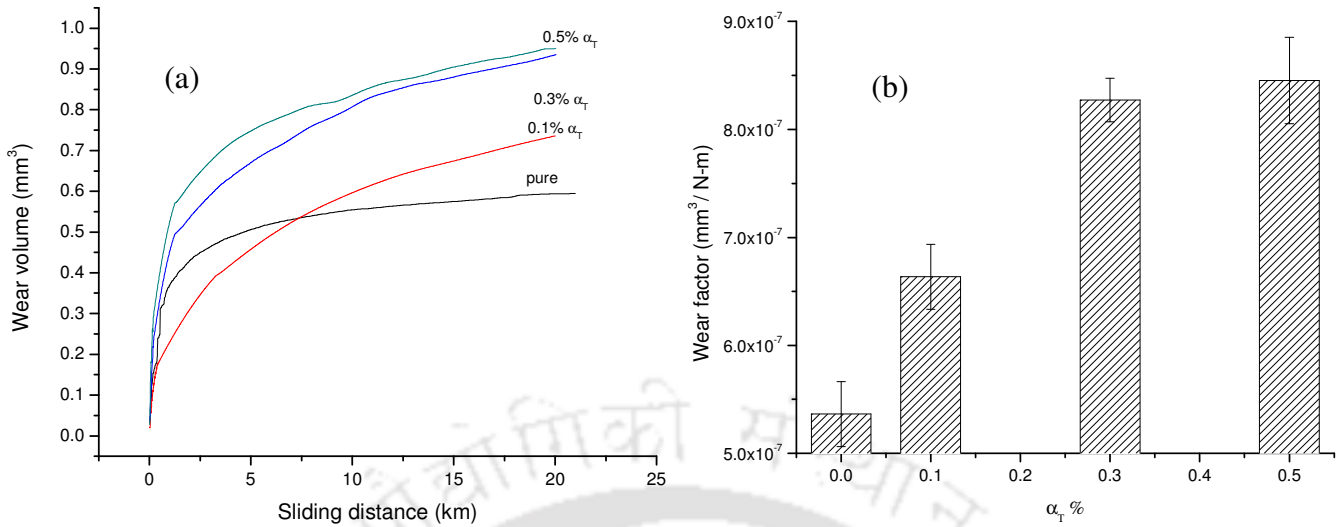 (a)
Wear volume (mm³)
1.0
0.9
0.8
0.7
0.6
0.5
0.4
0.3
0.2
0.1
0.0
0.5% α_T
0.3% α_T
0.1% α_T
pure
0 5 10 15 20 25
Sliding distance (km)
(b)
Wear factor (mm³/ N-m)
9.0x10⁻⁷
8.0x10⁻⁷
7.0x10⁻⁷
6.0x10⁻⁷
5.0x10⁻⁷
0.0 0.1 0.2 0.3 0.4 0.5
α_T %